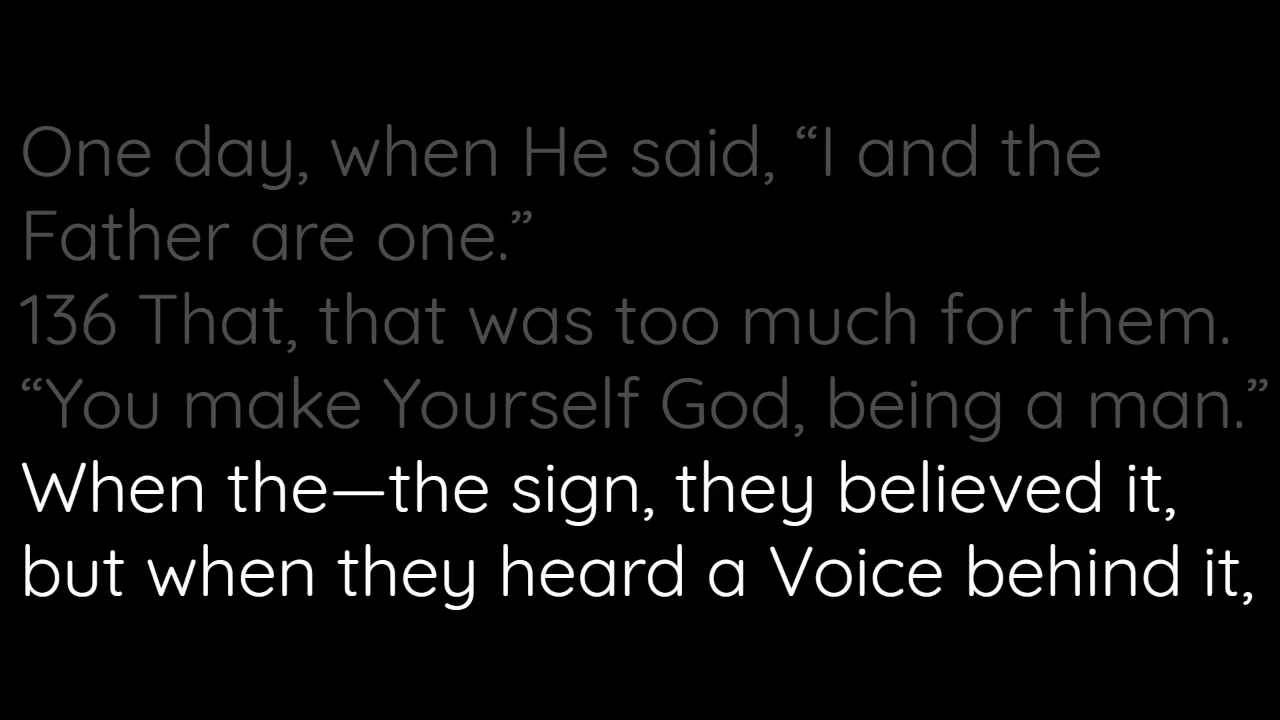 One day, when He said, “I and the
Father are one.”
136 That, that was too much for them.
“You make Yourself God, being a man.”
When the—the sign, they believed it,
but when they heard a Voice behind it,